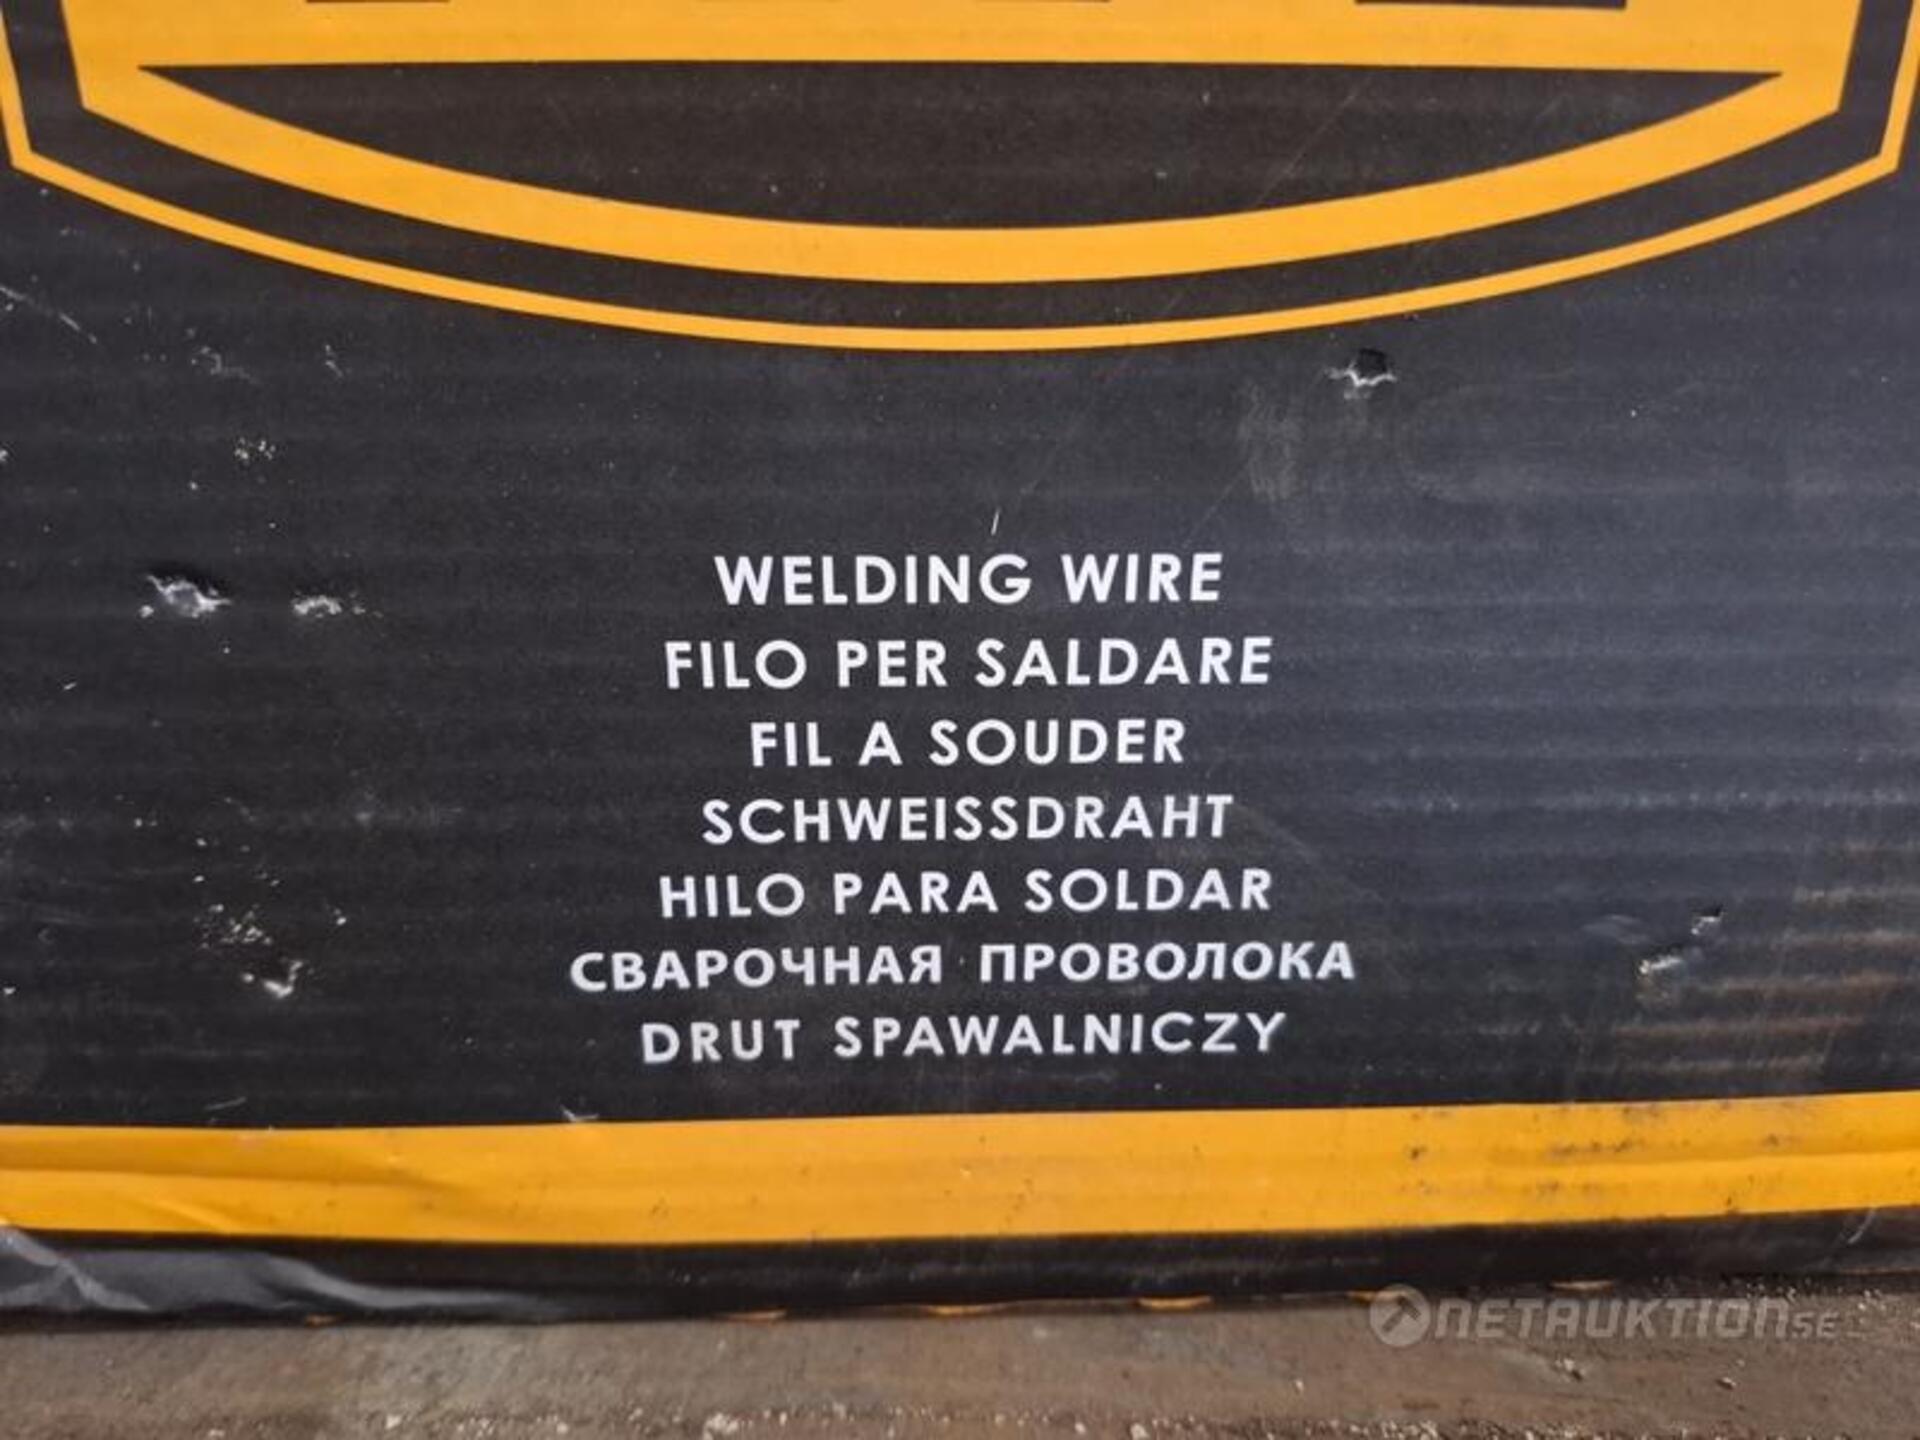 WELDING WIRE
FILO PER SALDARE
FIL A SOUDER
SCHWEISSDRAHT
HILO PARA SOLDAR
СВАРОЧНАЯ ПРОВОЛОКА
DRUT SPAWALNICZY
NETAUKTION.SE